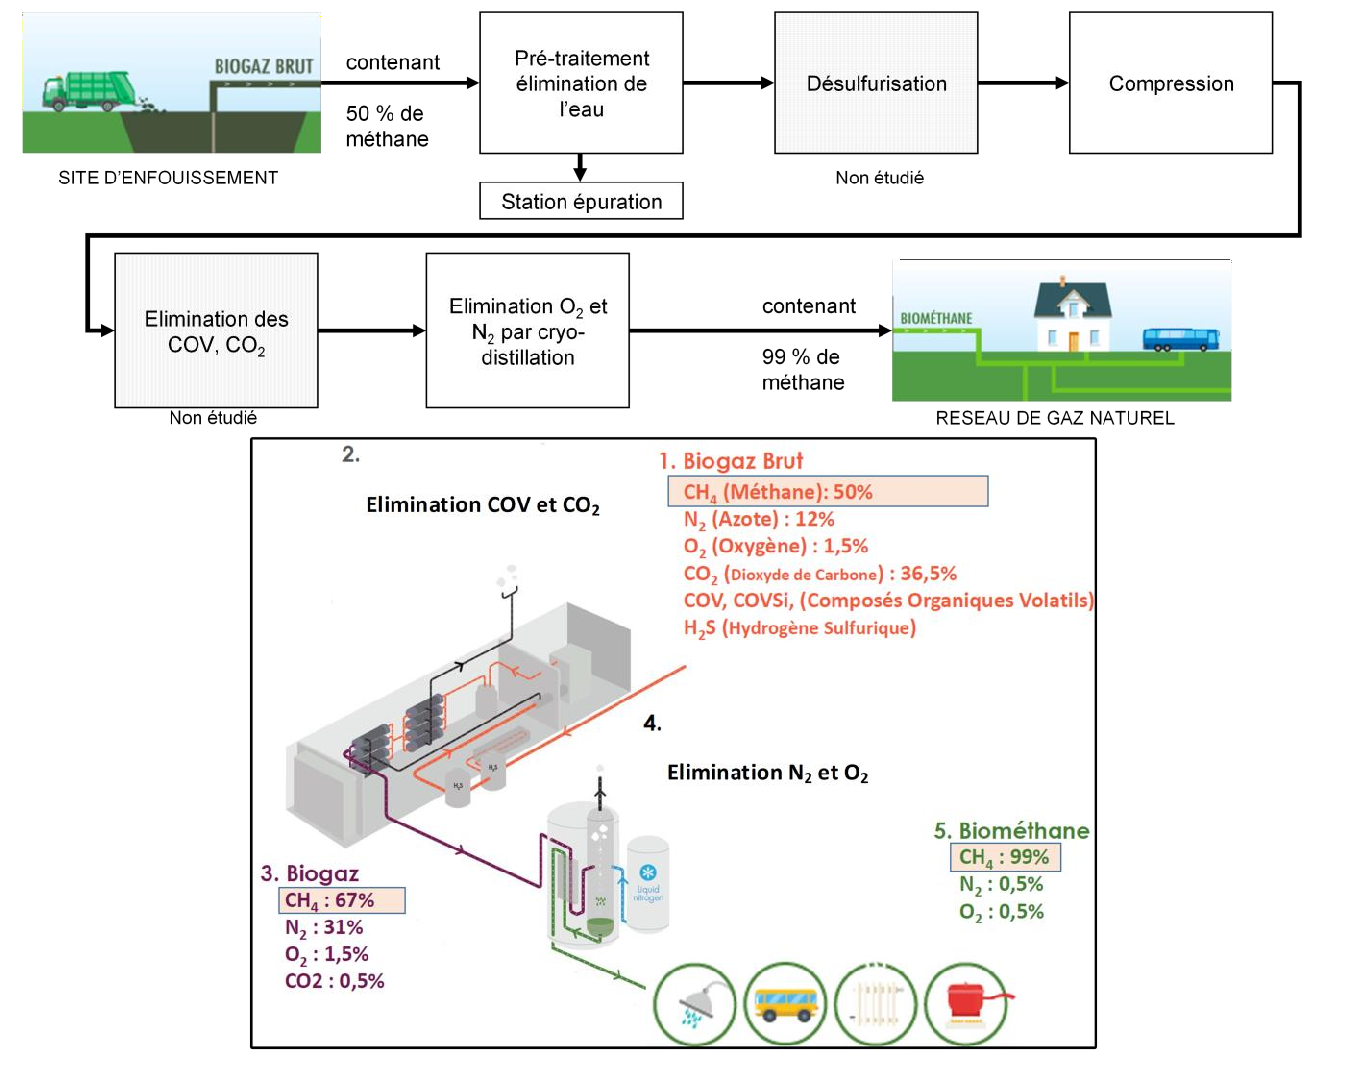 BIOGAZ BRUT
contenant
50 % de
méthane
SITE D'ENFOUISSEMENT
Pré-traitement
élimination de
l'eau
Station épuration
Désulfurisation
Non étudié
Compression
Elimination des
COV, CO2
Non étudié
Elimination O2 et
N2 par cryo-
distillation
contenant
99 % de
méthane
BIOMÉTHANE
RESEAU DE GAZ NATUREL
2.
Elimination COV et CO2
1. Biogaz Brut
CH4 (Méthane): 50%
N2 (Azote) : 12%
O2 (Oxygène) : 1,5%
CO2 (Dioxyde de Carbone) : 36,5%
COV, COVSi, (Composés Organiques Volatils)
H2S (Hydrogène Sulfurique)
4.
Elimination N2 et O2
H2S
H2S
liquid
nitrogen
3. Biogaz
CH4 : 67%
N2 : 31%
O2 : 1,5%
CO2 : 0,5%
5. Biométhane
CH4 : 99%
N2 : 0,5%
O2 : 0,5%